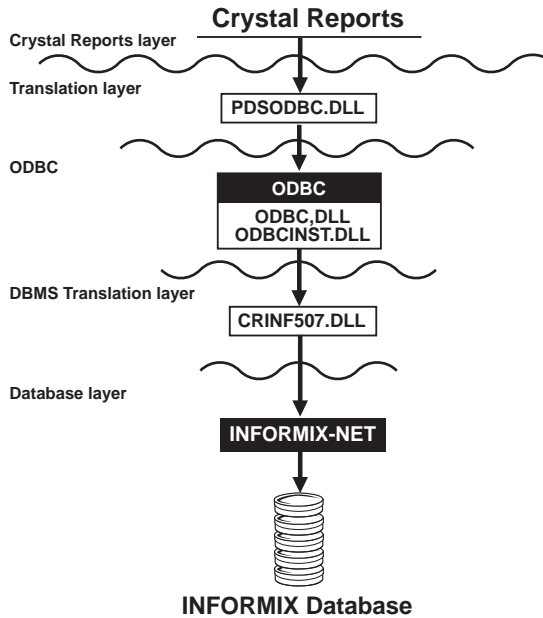 Crystal Reports
Crystal Reports layer
Translation layer
PDSODBC.DLL
ODBC
ODBC
ODBC,DLL
ODBCINST.DLL
DBMS Translation layer
CRINF507.DLL
Database layer
INFORMIX-NET
INFORMIX Database